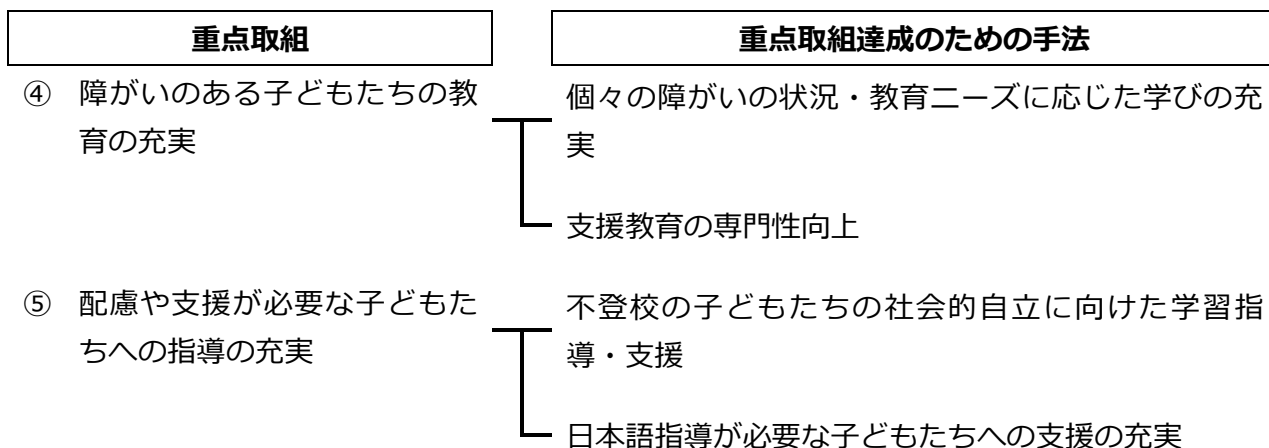 重点取組
重点取組達成のための手法
④ 障がいのある子どもたちの教
育の充実
個々の障がいの状況・教育ニーズに応じた学びの充
実
支援教育の専門性向上
⑤ 配慮や支援が必要な子どもた
ちへの指導の充実
不登校の子どもたちの社会的自立に向けた学習指
導・支援
日本語指導が必要な子どもたちへの支援の充実